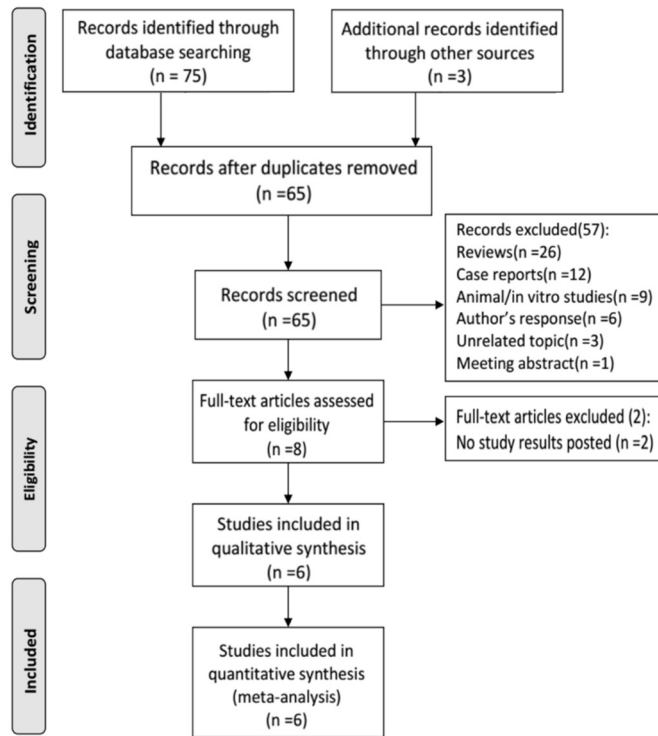 Identification
Records identified through
database searching
(n = 75)
Additional records identified
through other sources
(n =3)
Records after duplicates removed
(n =65)
Screening
Records screened
(n =65)
Records excluded(57):
Reviews(n =26)
Case reports(n =12)
Animal/in vitro studies(n =9)
Author's response(n =6)
Unrelated topic(n =3)
Meeting abstract(n =1)
Eligibility
Full-text articles assessed
for eligibility
(n =8)
Full-text articles excluded (2):
No study results posted (n =2)
Studies included in
qualitative synthesis
(n =6)
Included
Studies included in
quantitative synthesis
(meta-analysis)
(n =6)